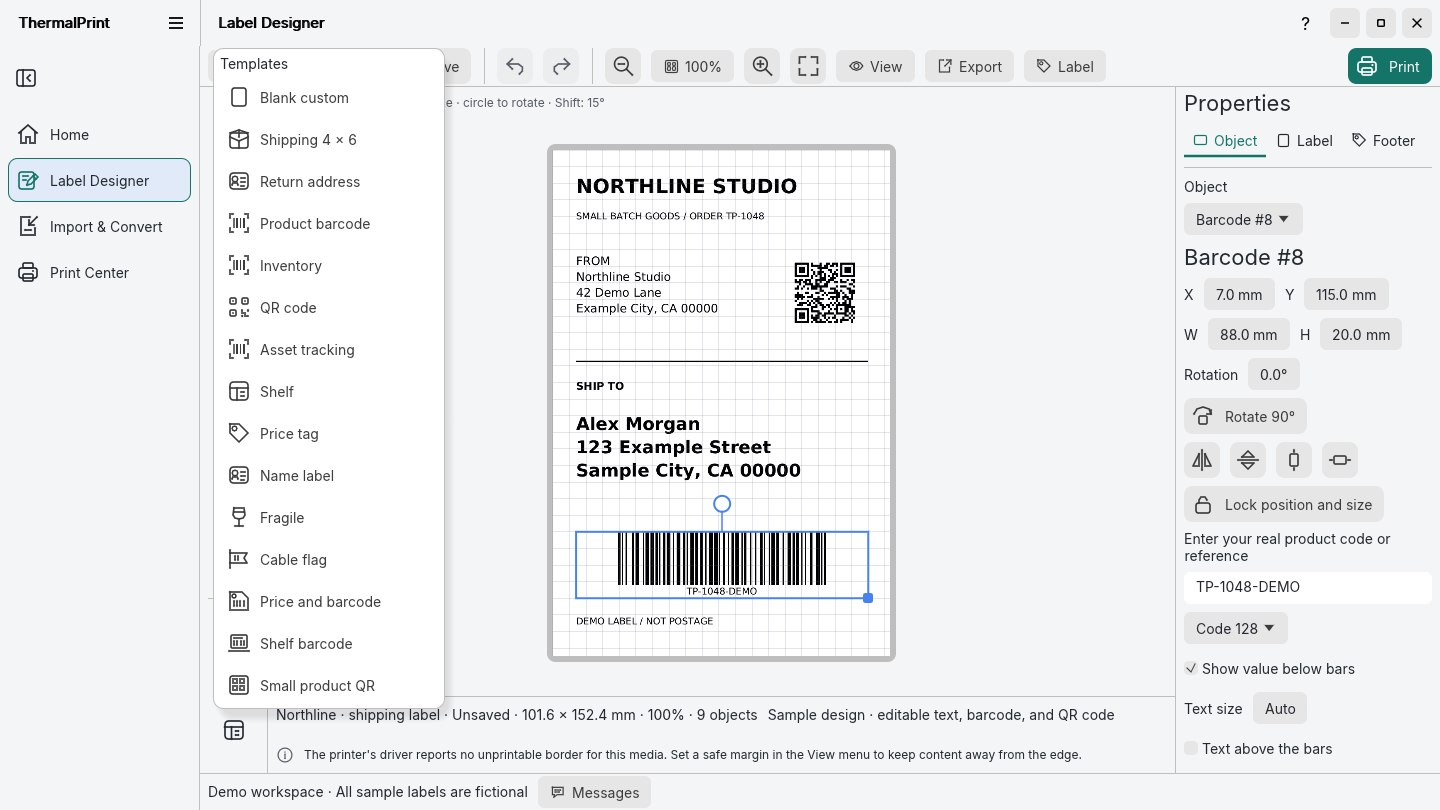 ThermalPrint
Label Designer
?
Templates
Blank custom
Shipping 4 × 6
Return address
Product barcode
Inventory
QR code
Asset tracking
Shelf
Price tag
Name label
Fragile
Cable flag
Price and barcode
Shelf barcode
Small product QR
Home
Label Designer
Import & Convert
Print Center
100%
View
Export
Label
Print
· circle to rotate · Shift: 15°
NORTHLINE STUDIO
SMALL BATCH GOODS / ORDER TP-1048
FROM
Northline Studio
42 Demo Lane
Example City, CA 00000
SHIP TO
Alex Morgan
123 Example Street
Sample City, CA 00000
TP-1048-DEMO
DEMO LABEL / NOT POSTAGE
Properties
Object Label Footer
Object
Barcode #8
Barcode #8
X 7.0 mm Y 115.0 mm
W 88.0 mm H 20.0 mm
Rotation 0.0°
Rotate 90°
Lock position and size
Enter your real product code or
reference
TP-1048-DEMO
Code 128
Show value below bars
Text size Auto
Text above the bars
Northline · shipping label · Unsaved · 101.6 × 152.4 mm · 100% · 9 objects Sample design · editable text, barcode, and QR code
The printer's driver reports no unprintable border for this media. Set a safe margin in the View menu to keep content away from the edge.
Demo workspace · All sample labels are fictional
Messages